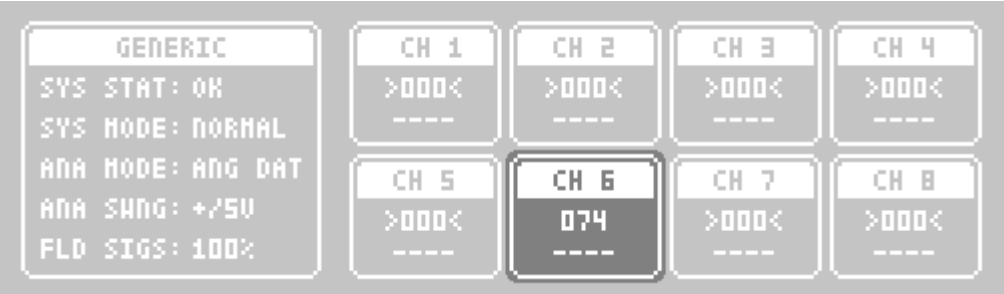 GENERIC
SYS STAT: OK
SYS MODE: NORMAL
ANA MODE: ANG DAT
ANA SWNG: +/5V
FLD SIGS: 100%
CH 1
>000<
----
CH 2
>000<
----
CH 3
>000<
----
CH 4
>000<
----
CH 5
>000<
----
CH 6
074
----
CH 7
>000<
----
CH 8
>000<
----